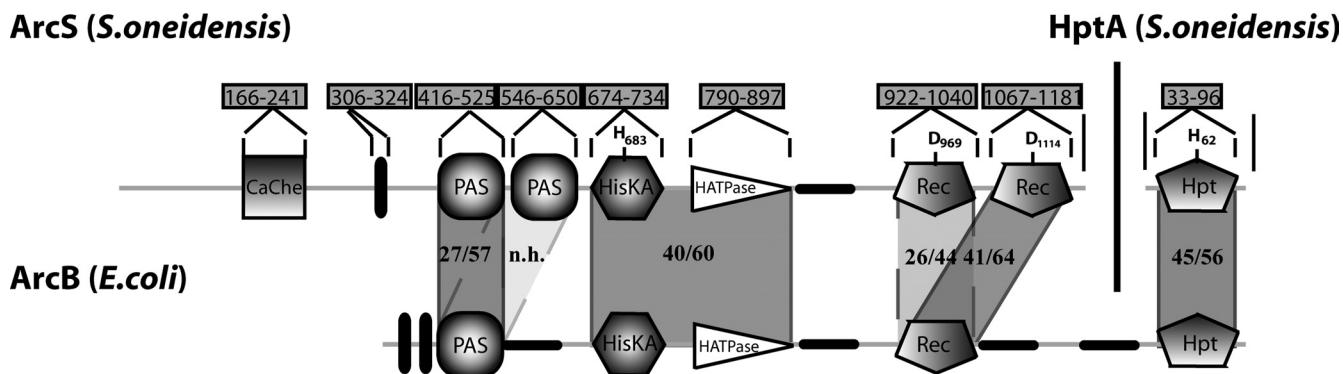 ArcS (S.oneidensis) HptA (S.oneidensis)
166-241 306-324 416-525 546-650 674-734 790-897 922-1040 1067-1181 33-96
H683 D969 D1114 H62
CaChe PAS PAS HisKA HATPase Rec Rec Hpt
27/57 n.h. 40/60 26/44 41/64 45/56
ArcB (E.coli)
PAS HisKA HATPase Rec Hpt